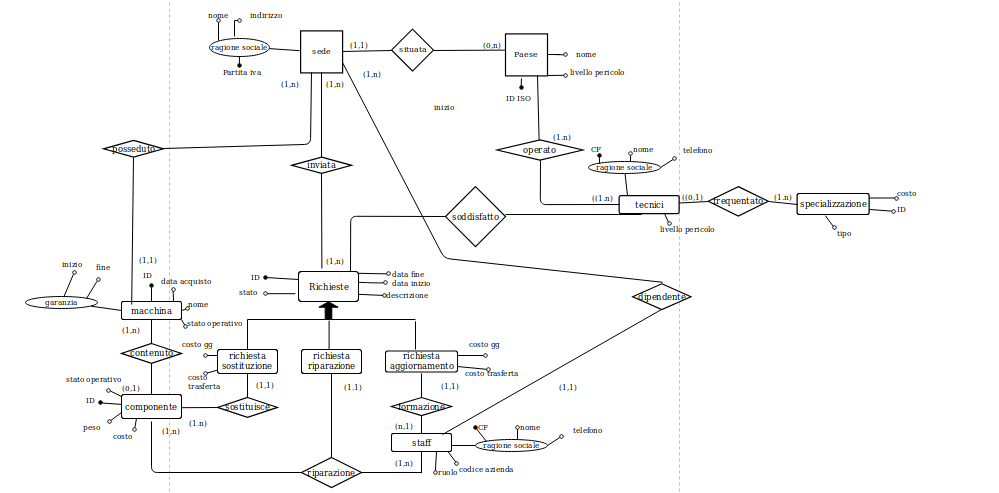 nome
indirizzo
ragione sociale
Partita iva
sede
(1,1)
situata
(0,n)
Paese
nome
livello pericolo
ID ISO
(1,n)
(1,n)
(1,n)
inizio
(1.n)
posseduto
inviata
operato
CF
nome
telefono
ragione sociale
((1.n)
tecnici
((0,1)
frequentato
(1.n)
specializzazione
costo
ID
tipo
livello pericolo
soddisfatto
(1,1)
(1,n)
inizio
fine
ID
data acquisto
garanzia
macchina
nome
stato operativo
ID
stato
Richieste
data fine
data inizio
descrizione
dipendente
(1,n)
contenuto
costo gg
richiesta
sostituzione
richiesta
riparazione
richiesta
aggiornamento
costo gg
costo trasferta
costo
trasferta
stato operativo
(0,1)
(1,1)
(1.1)
(1,1)
(1,1)
ID
componente
sostituisce
formazione
peso
costo
(1,n)
(1,n)
(n,1)
staff
CF
nome
telefono
ragione sociale
(1,n)
ruolo
codice azienda
riparazione